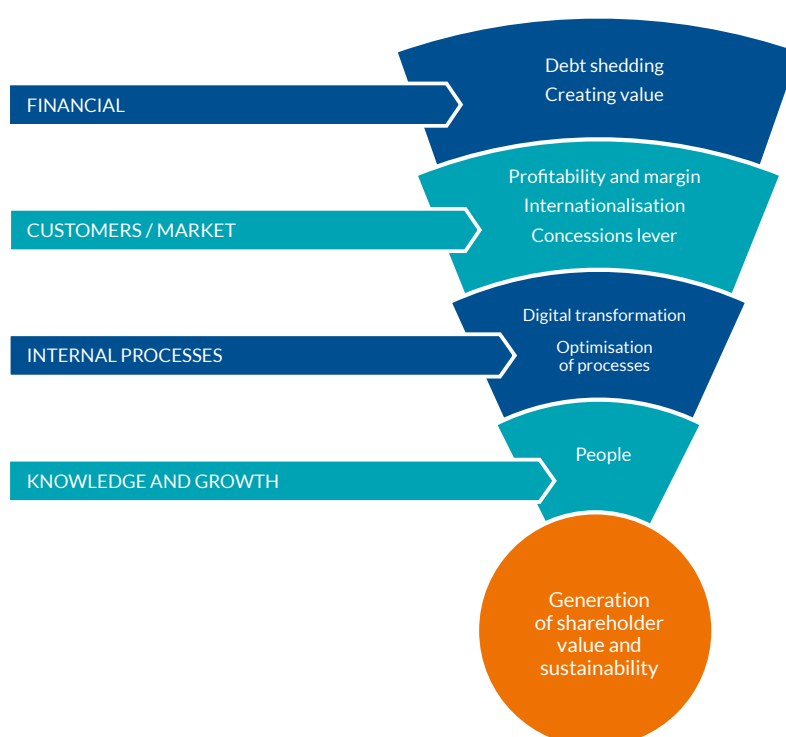 FINANCIAL
Debt shedding
Creating value
CUSTOMERS / MARKET
Profitability and margin
Internationalisation
Concessions lever
INTERNAL PROCESSES
Digital transformation
Optimisation
of processes
KNOWLEDGE AND GROWTH
People
Generation
of shareholder
value and
sustainability